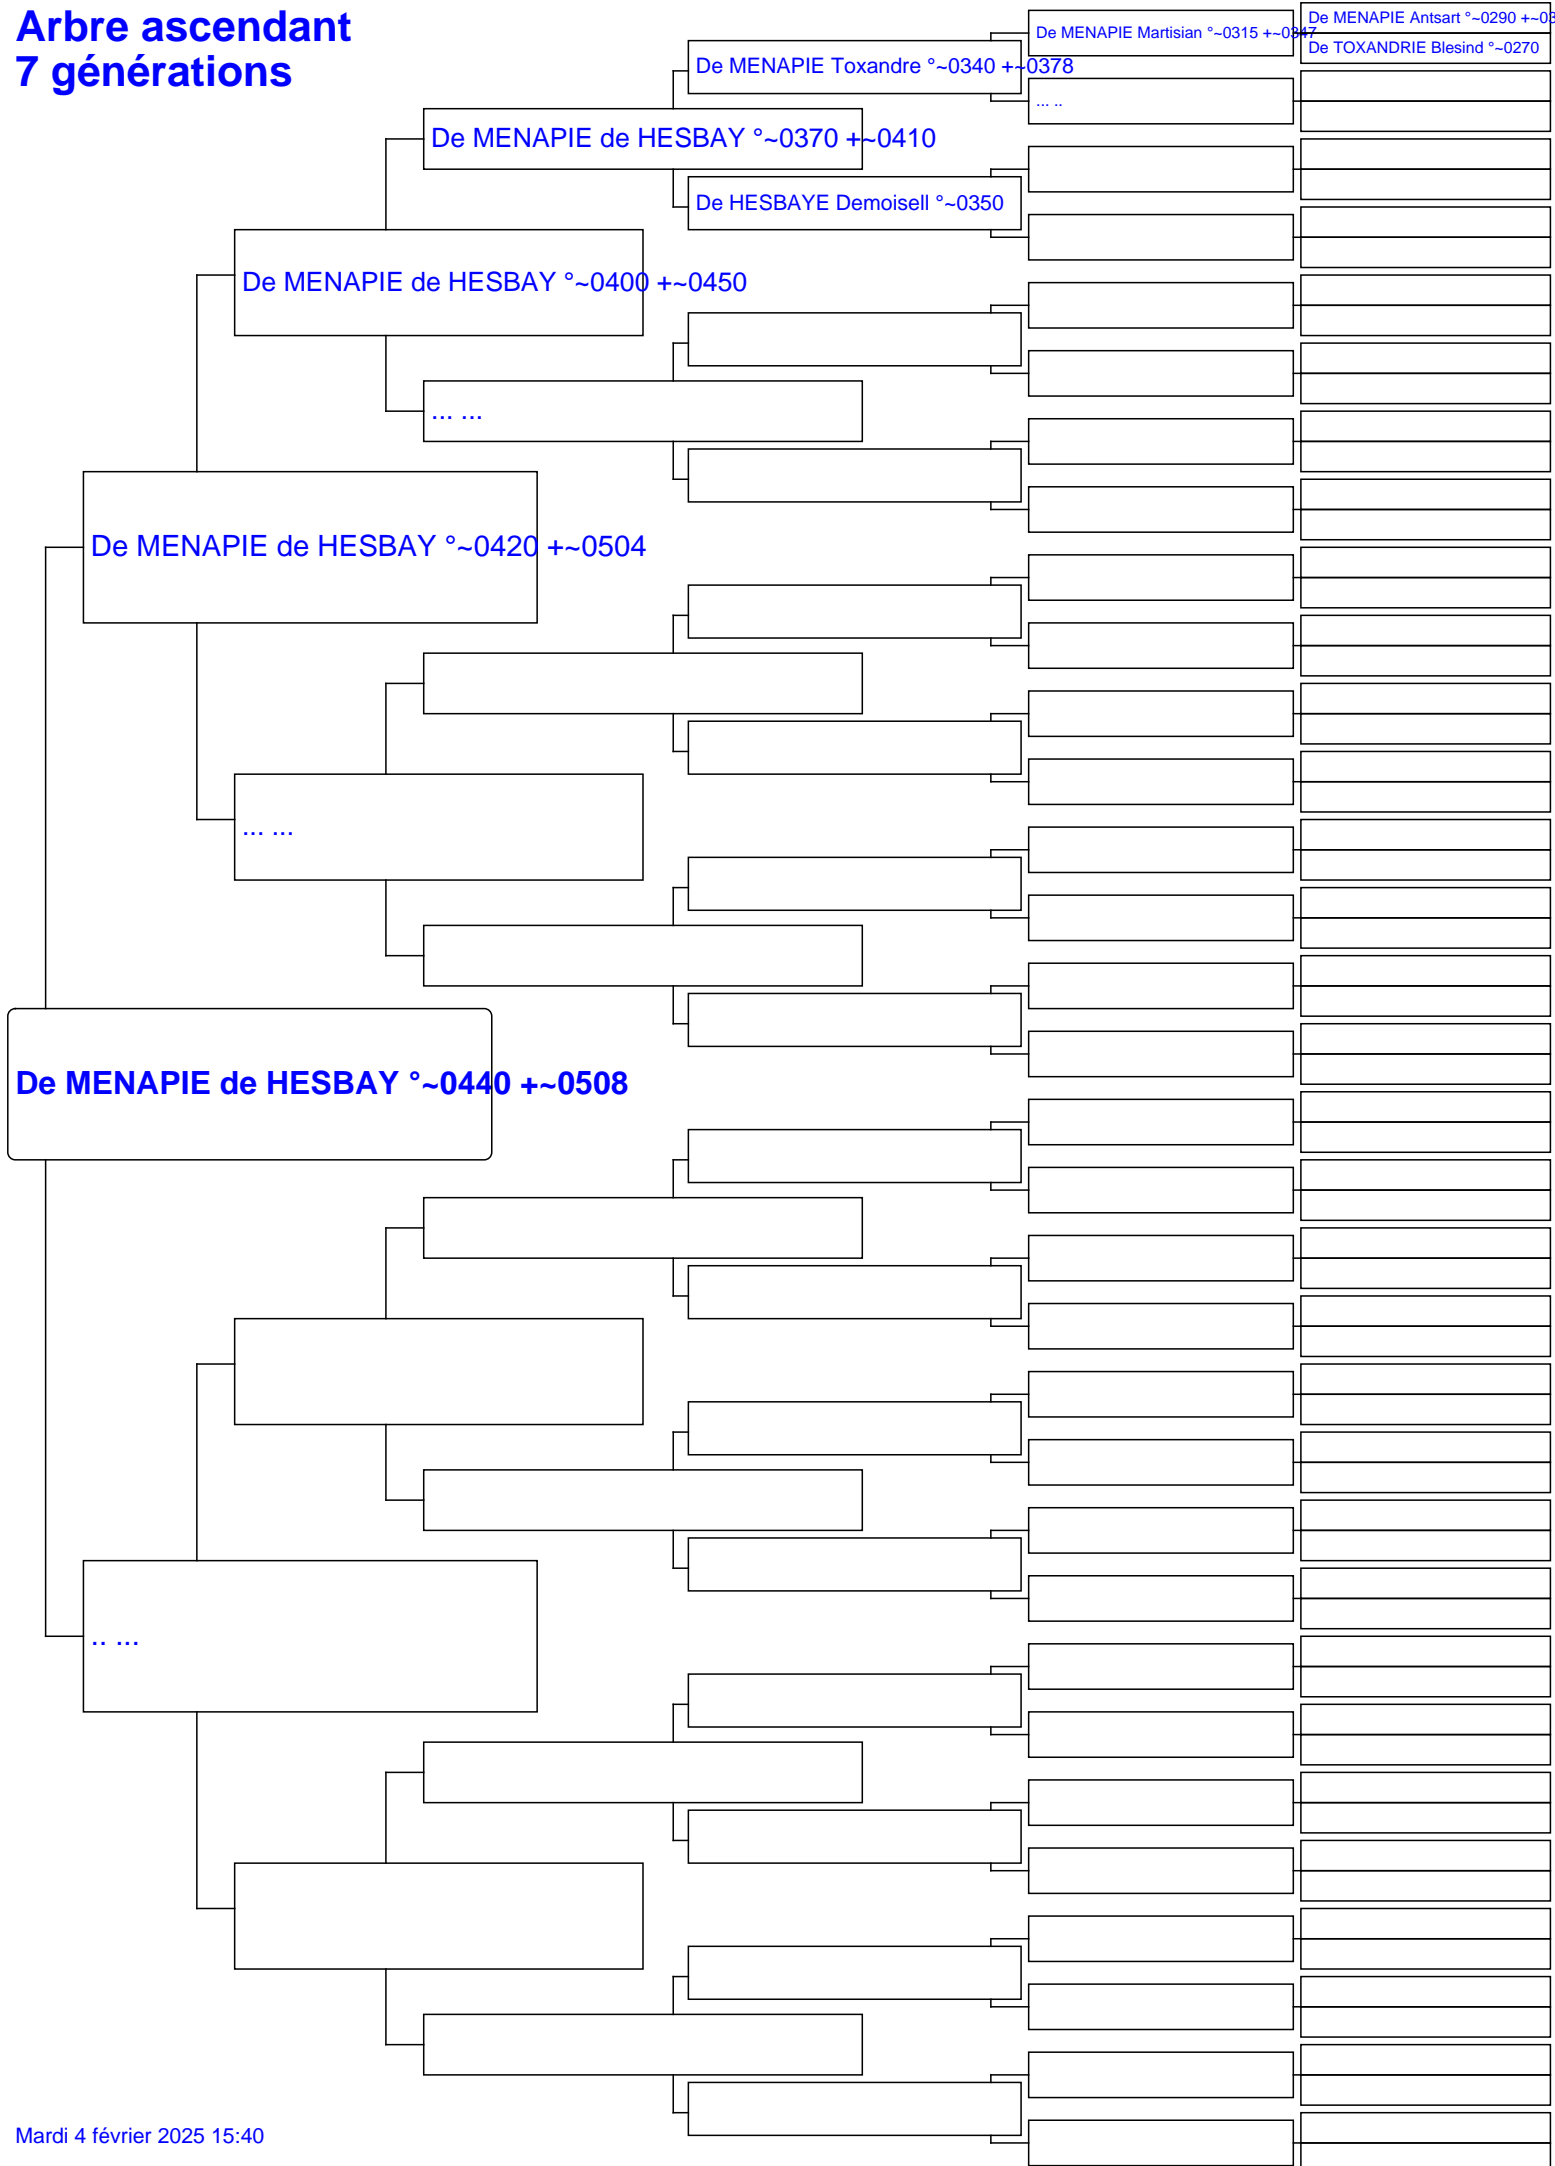 Arbre ascendant
7 générations
De MENAPIE Antsart °~0290 +~03
De MENAPIE Martisian °~0315 +~0347
De TOXANDRIE Blesind °~0270
De MENAPIE Toxandre °~0340 +~0378
... ..
De MENAPIE de HESBAY °~0370 +~0410
De HESBAYE Demoisell °~0350
De MENAPIE de HESBAY °~0400 +~0450
... ...
De MENAPIE de HESBAY °~0420 +~0504
... ...
De MENAPIE de HESBAY °~0440 +~0508
.. ...
Mardi 4 février 2025 15:40